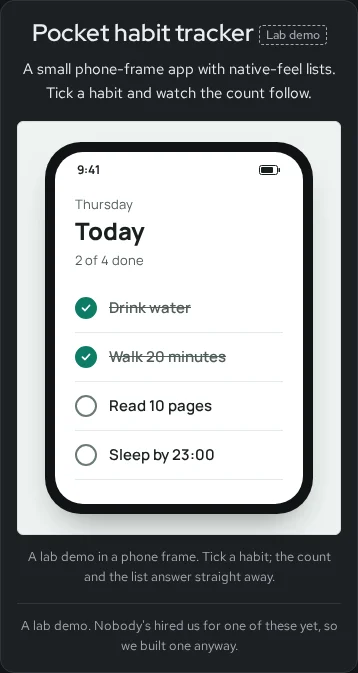 Pocket habit tracker Lab demo
A small phone-frame app with native-feel lists.
Tick a habit and watch the count follow.
9:41
Thursday
Today
2 of 4 done
Drink water
Walk 20 minutes
Read 10 pages
Sleep by 23:00
A lab demo in a phone frame. Tick a habit; the count
and the list answer straight away.
A lab demo. Nobody's hired us for one of these yet, so
we built one anyway.